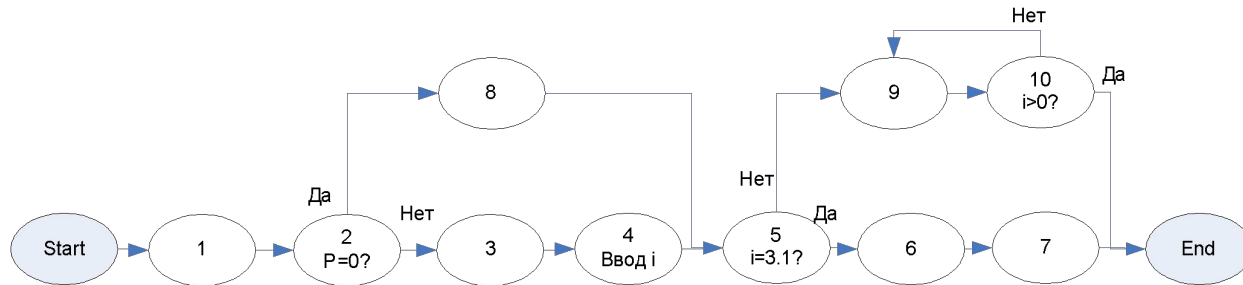 Нет
10
i>0?
Да
8
9
Да
Нет
Нет
Да
Start
1
2
P=0?
3
4
Ввод i
5
i=3.1?
6
7
End